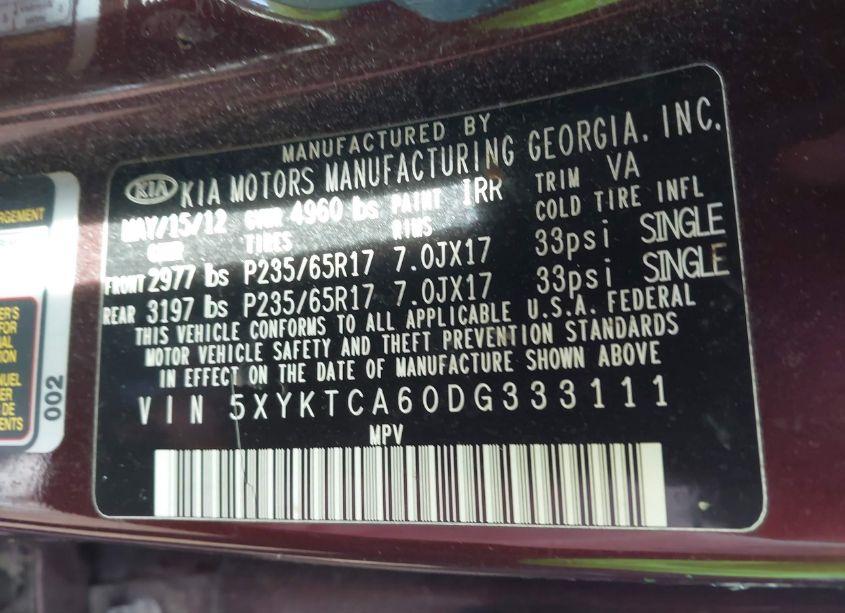 MANUFACTURED BY
KIA KIA MOTORS MANUFACTURING GEORGIA, INC.
MAY/15/12 GVWR 4960 lbs PAINT IRR TRIM VA
GAWR TIRES RIMS COLD TIRE INFL
FRONT 2977 lbs P235/65R17 7.0JX17 33psi SINGLE
REAR 3197 lbs P235/65R17 7.0JX17 33psi SINGLE
THIS VEHICLE CONFORMS TO ALL APPLICABLE U.S.A. FEDERAL
MOTOR VEHICLE SAFETY AND THEFT PREVENTION STANDARDS
IN EFFECT ON THE DATE OF MANUFACTURE SHOWN ABOVE
VIN 5XYKTCA60DG333111
MPV
002